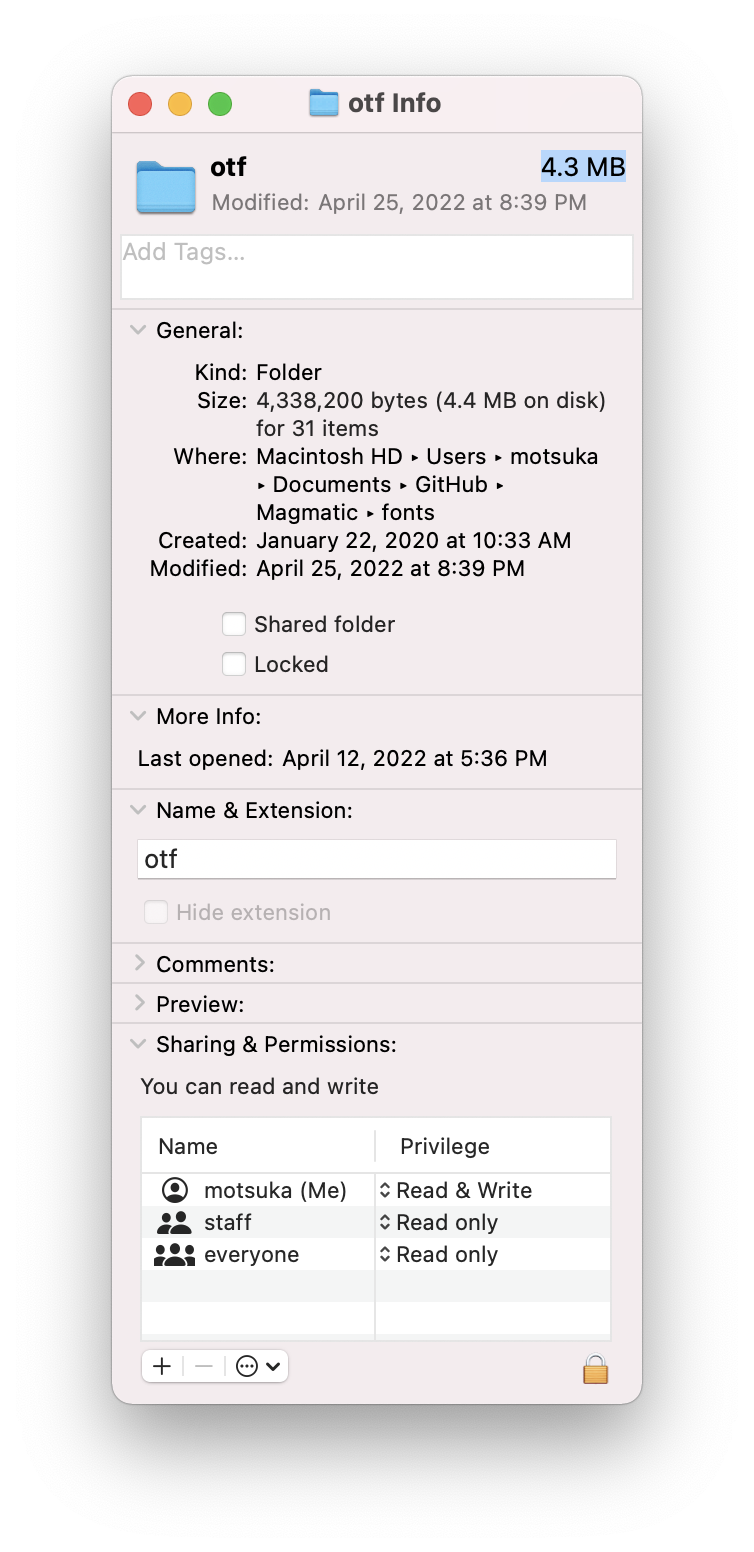 otf Info
otf 4.3 MB
Modified: April 25, 2022 at 8:39 PM
Add Tags...
General:
Kind: Folder
Size: 4,338,200 bytes (4.4 MB on disk)
for 31 items
Where: Macintosh HD ▸ Users ▸ motsuka
▸ Documents ▸ GitHub ▸
Magmatic ▸ fonts
Created: January 22, 2020 at 10:33 AM
Modified: April 25, 2022 at 8:39 PM
Shared folder
Locked
More Info:
Last opened: April 12, 2022 at 5:36 PM
Name & Extension:
otf
Hide extension
Comments:
Preview:
Sharing & Permissions:
You can read and write
Name Privilege
motsuka (Me) Read & Write
staff Read only
everyone Read only